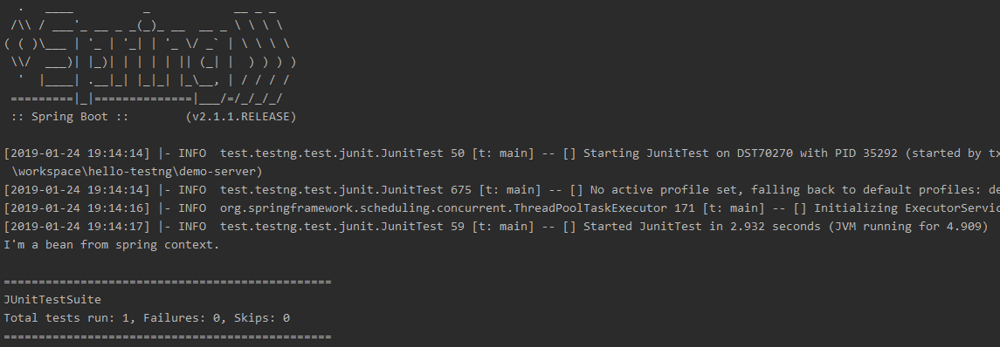 .   ____          _            __ _ _
 /\\ / ___'_ __ _ _(_)_ __  __ _ \ \ \ \
( ( )\___ | '_ | '_| | '_ \/ _` | \ \ \ \
 \\/  ___)| |_)| | | | | || (_| |  ) ) ) )
  '  |____| .__|_| |_|_| |_\__, | / / / /
 =========|_|==============|___/=/_/_/_/
 :: Spring Boot ::        (v2.1.1.RELEASE)
[2019-01-24 19:14:14] |- INFO  test.testng.test.junit.JunitTest 50 [t: main] -- [] Starting JunitTest on DST70270 with PID 35292 (started by tx
 \workspace\hello-testng\demo-server)
[2019-01-24 19:14:14] |- INFO  test.testng.test.junit.JunitTest 675 [t: main] -- [] No active profile set, falling back to default profiles: de
[2019-01-24 19:14:16] |- INFO  org.springframework.scheduling.concurrent.ThreadPoolTaskExecutor 171 [t: main] -- [] Initializing ExecutorServic
[2019-01-24 19:14:17] |- INFO  test.testng.test.junit.JunitTest 59 [t: main] -- [] Started JunitTest in 2.932 seconds (JVM running for 4.909)
I'm a bean from spring context.
===============================================
JUnitTestSuite
Total tests run: 1, Failures: 0, Skips: 0
===============================================